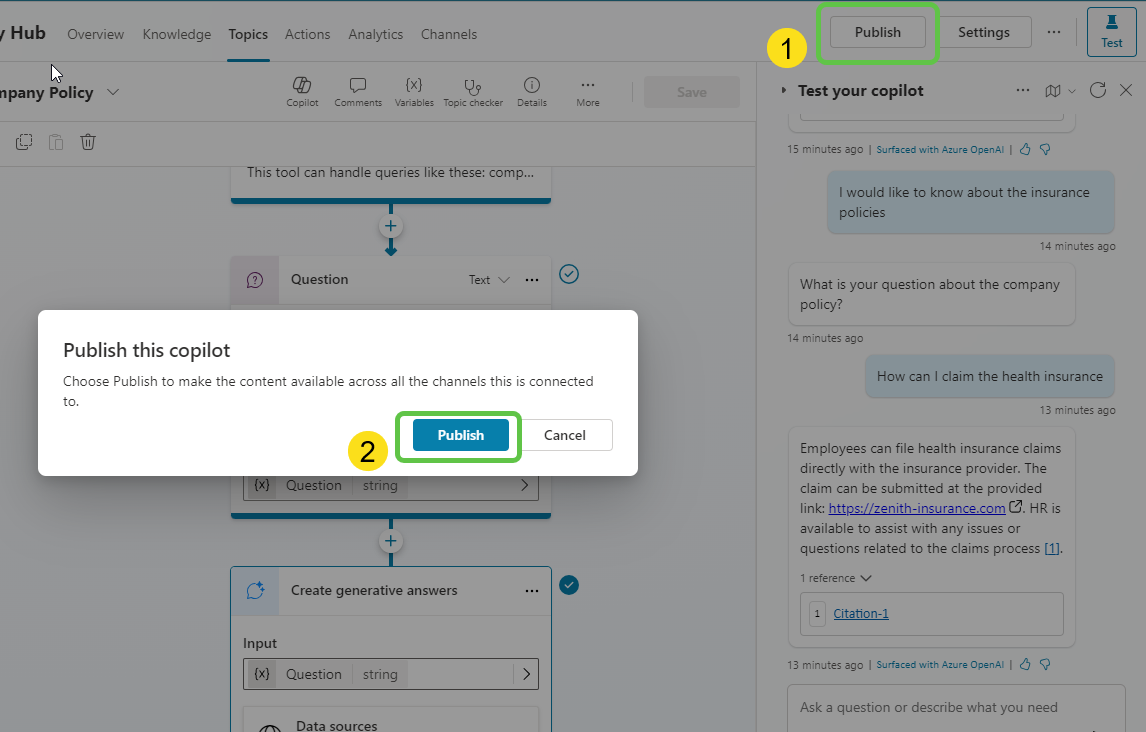 Hub
Overview
Knowledge
Topics
Actions
Analytics
Channels
1
Publish
Settings
Test
Policy
Copilot
Comments
{x}
Variables
Topic checker
Details
More
Save
This tool can handle queries like these: comp...
Question
Text
Publish this copilot
Choose Publish to make the content available across all the channels this is connected
to.
2
Publish
Cancel
{x} Question string
Create generative answers
Input
{x} Question string
Data sources
Test your copilot
15 minutes ago | Surfaced with Azure OpenAI |
I would like to know about the insurance
policies
14 minutes ago
What is your question about the company
policy?
14 minutes ago
How can I claim the health insurance
13 minutes ago
Employees can file health insurance claims
directly with the insurance provider. The
claim can be submitted at the provided
link: https://zenith-insurance.com . HR is
available to assist with any issues or
questions related to the claims process [1].
1 reference
1 Citation-1
13 minutes ago | Surfaced with Azure OpenAI |
Ask a question or describe what you need